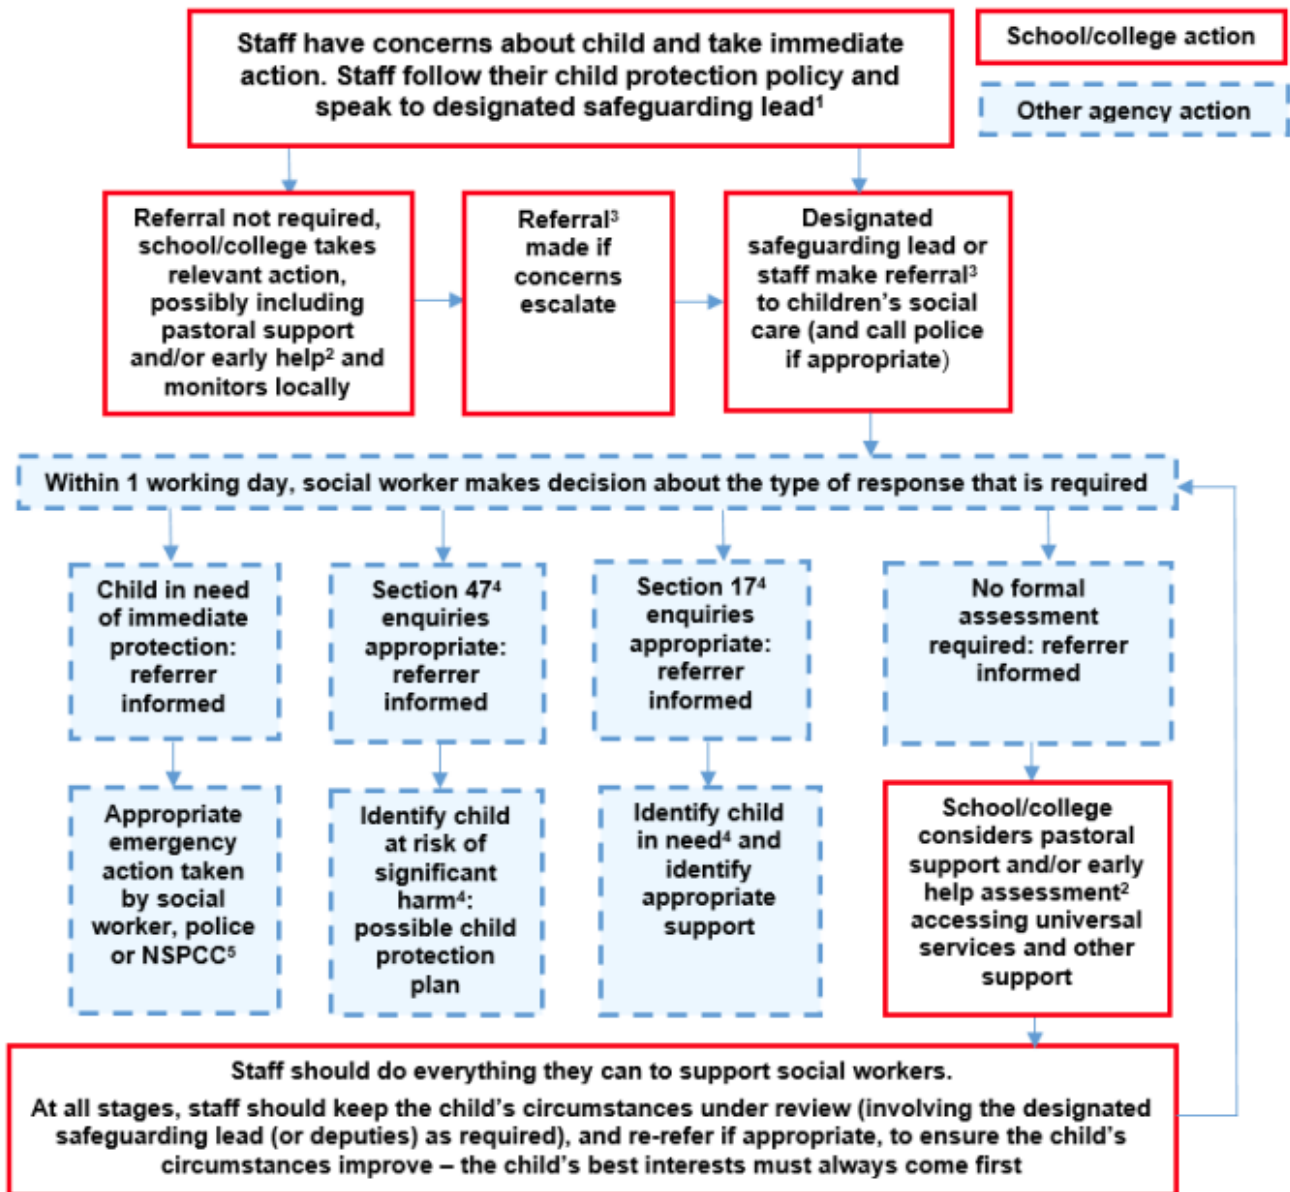 Staff have concerns about child and take immediate
action. Staff follow their child protection policy and
speak to designated safeguarding lead¹
School/college action
Other agency action
Referral not required,
school/college takes
relevant action,
possibly including
pastoral support
and/or early help² and
monitors locally
Referral³
made if
concerns
escalate
Designated
safeguarding lead or
staff make referral³
to children’s social
care (and call police
if appropriate)
Within 1 working day, social worker makes decision about the type of response that is required
Child in need
of immediate
protection:
referrer
informed
Section 47⁴
enquiries
appropriate:
referrer
informed
Section 17⁴
enquiries
appropriate:
referrer
informed
No formal
assessment
required: referrer
informed
Appropriate
emergency
action taken
by social
worker, police
or NSPCC⁵
Identify child
at risk of
significant
harm⁴:
possible child
protection
plan
Identify child
in need⁴ and
identify
appropriate
support
School/college
considers pastoral
support and/or early
help assessment²
accessing universal
services and other
support
Staff should do everything they can to support social workers.
At all stages, staff should keep the child’s circumstances under review (involving the designated
safeguarding lead (or deputies) as required), and re-refer if appropriate, to ensure the child’s
circumstances improve – the child’s best interests must always come first